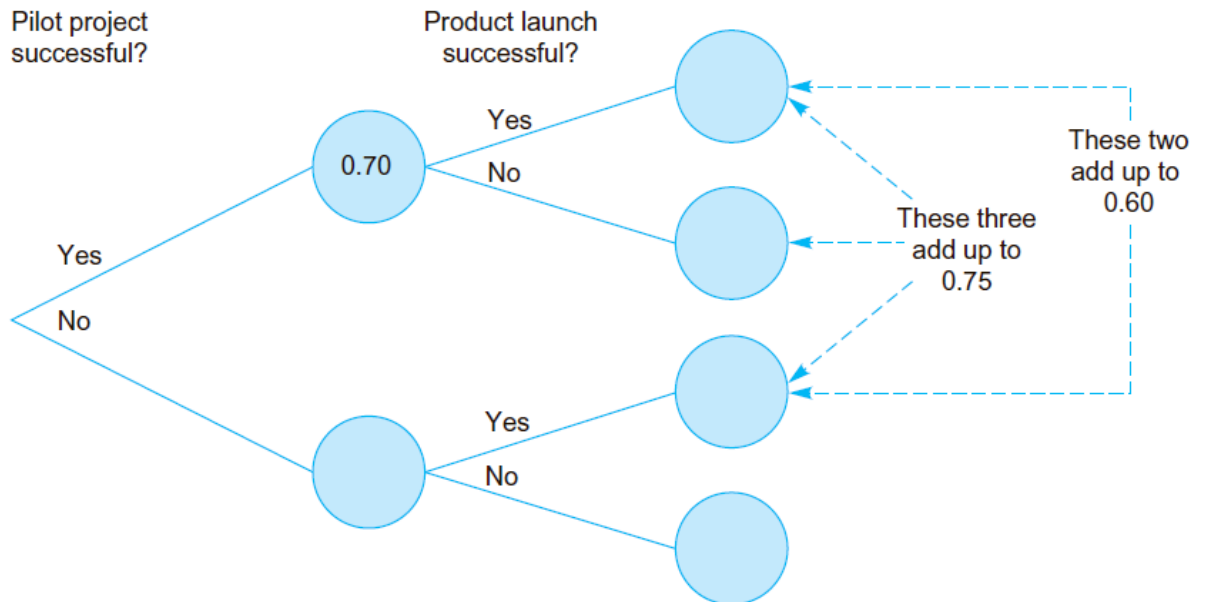 Pilot project
successful?
Product launch
successful?
Yes
0.70
No
These two
add up to
0.60
These three
add up to
0.75
Yes
No
Yes
No